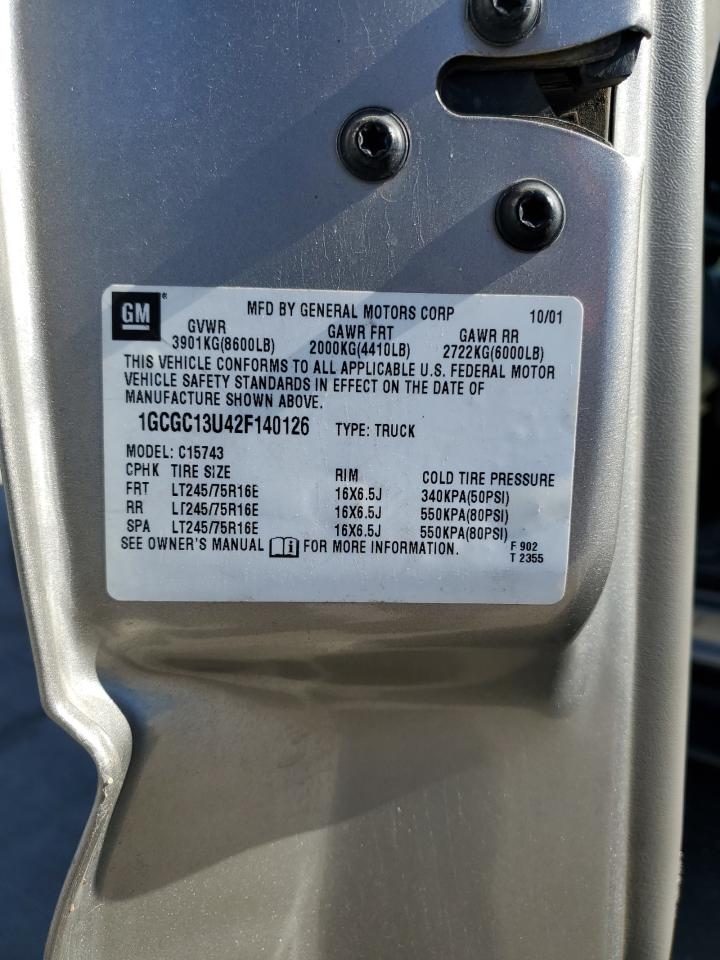 GM ® MFD BY GENERAL MOTORS CORP 10/01
GVWR GAWR FRT GAWR RR
3901KG(8600LB) 2000KG(4410LB) 2722KG(6000LB)
THIS VEHICLE CONFORMS TO ALL APPLICABLE U.S. FEDERAL MOTOR
VEHICLE SAFETY STANDARDS IN EFFECT ON THE DATE OF
MANUFACTURE SHOWN ABOVE.
1GCGC13U42F140126 TYPE: TRUCK
MODEL: C15743
CPHK TIRE SIZE RIM COLD TIRE PRESSURE
FRT LT245/75R16E 16X6.5J 340KPA(50PSI)
RR LT245/75R16E 16X6.5J 550KPA(80PSI)
SPA LT245/75R16E 16X6.5J 550KPA(80PSI)
SEE OWNER'S MANUAL FOR MORE INFORMATION. F 902
T 2355